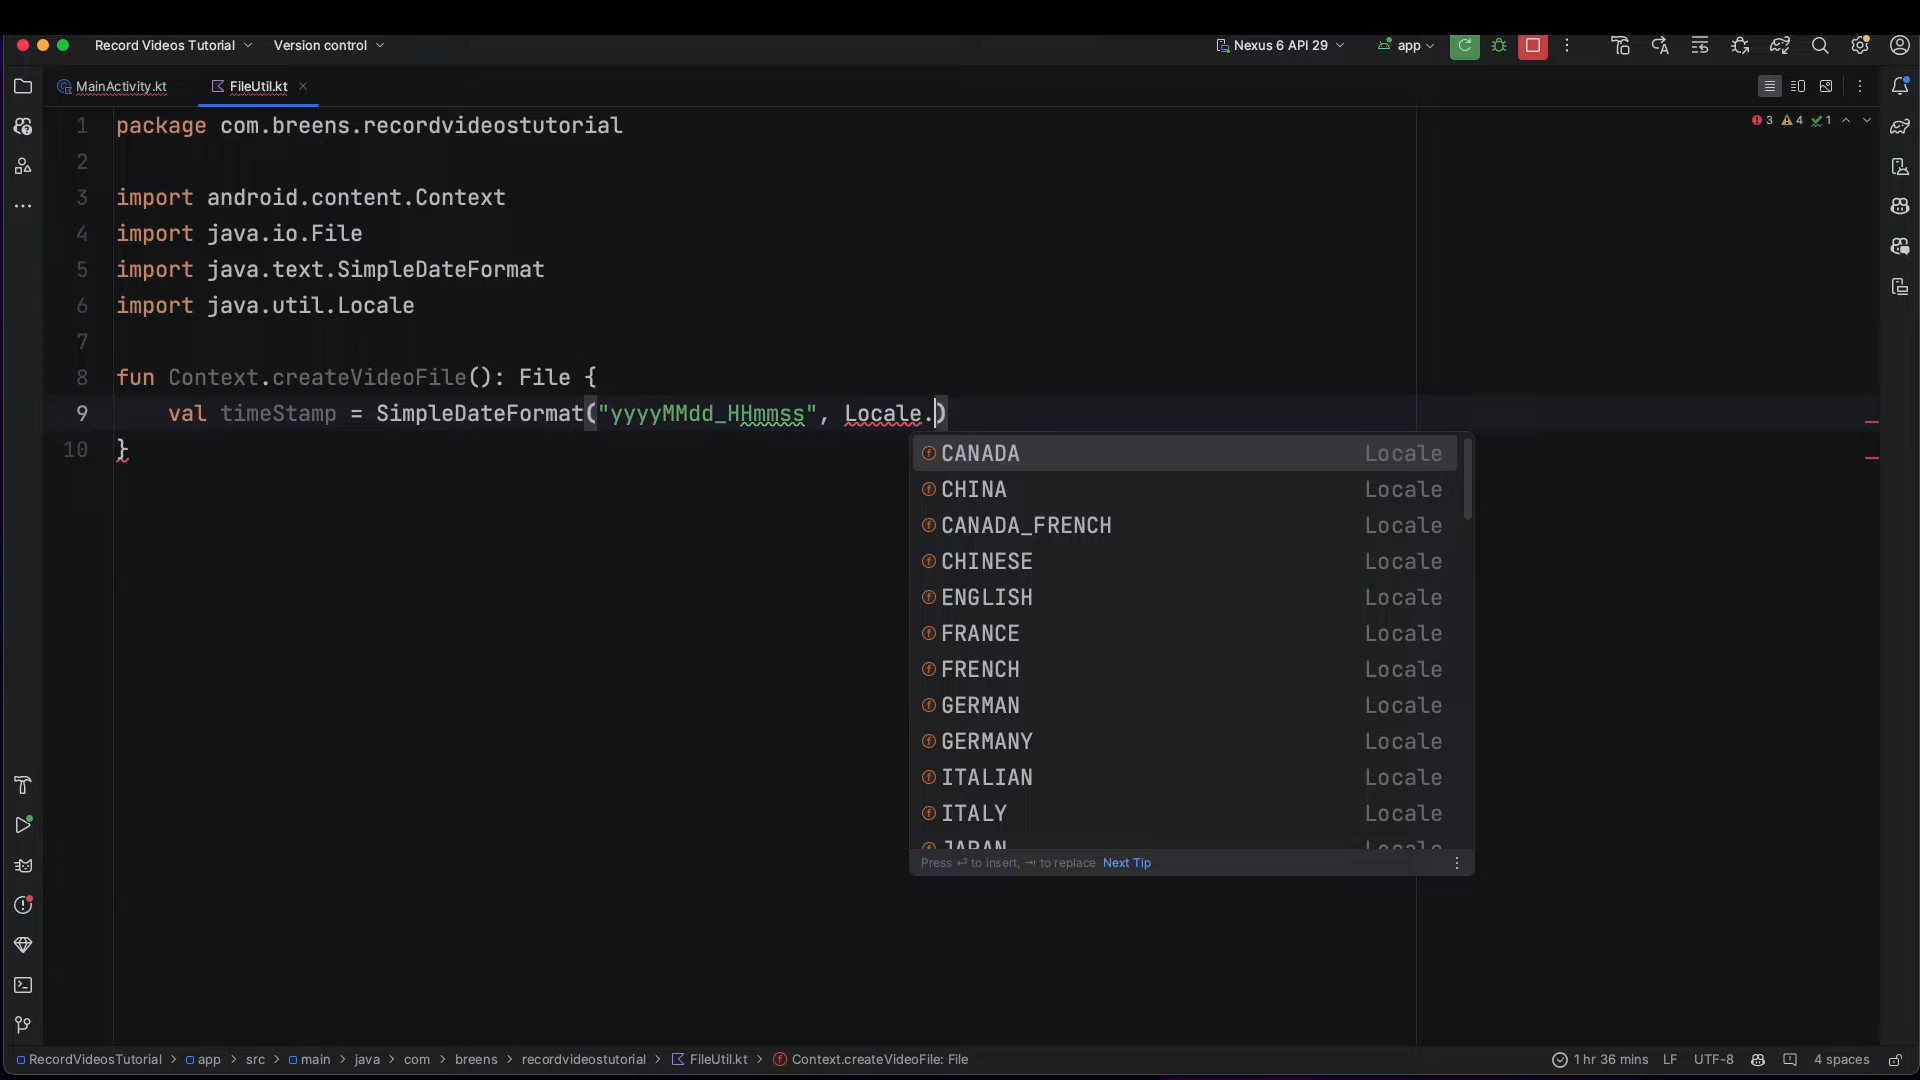 Record Videos Tutorial Version control Nexus 6 API 29 app
MainActivity.kt FileUtil.kt
3 4 1
1 package com.breens.recordvideostutorial
2
3 import android.content.Context
4 import java.io.File
5 import java.text.SimpleDateFormat
6 import java.util.Locale
7
8 fun Context.createVideoFile(): File {
9 val timeStamp = SimpleDateFormat("yyyyMMdd_HHmmss", Locale.)
10 }
CANADA Locale
CHINA Locale
CANADA_FRENCH Locale
CHINESE Locale
ENGLISH Locale
FRANCE Locale
FRENCH Locale
GERMAN Locale
GERMANY Locale
ITALIAN Locale
ITALY Locale
JAPAN Locale
Press ↵ to insert, ⇥ to replace Next Tip
RecordVideosTutorial > app > src > main > java > com > breens > recordvideostutorial > FileUtil.kt > Context.createVideoFile: File 1 hr 36 mins LF UTF-8 4 spaces